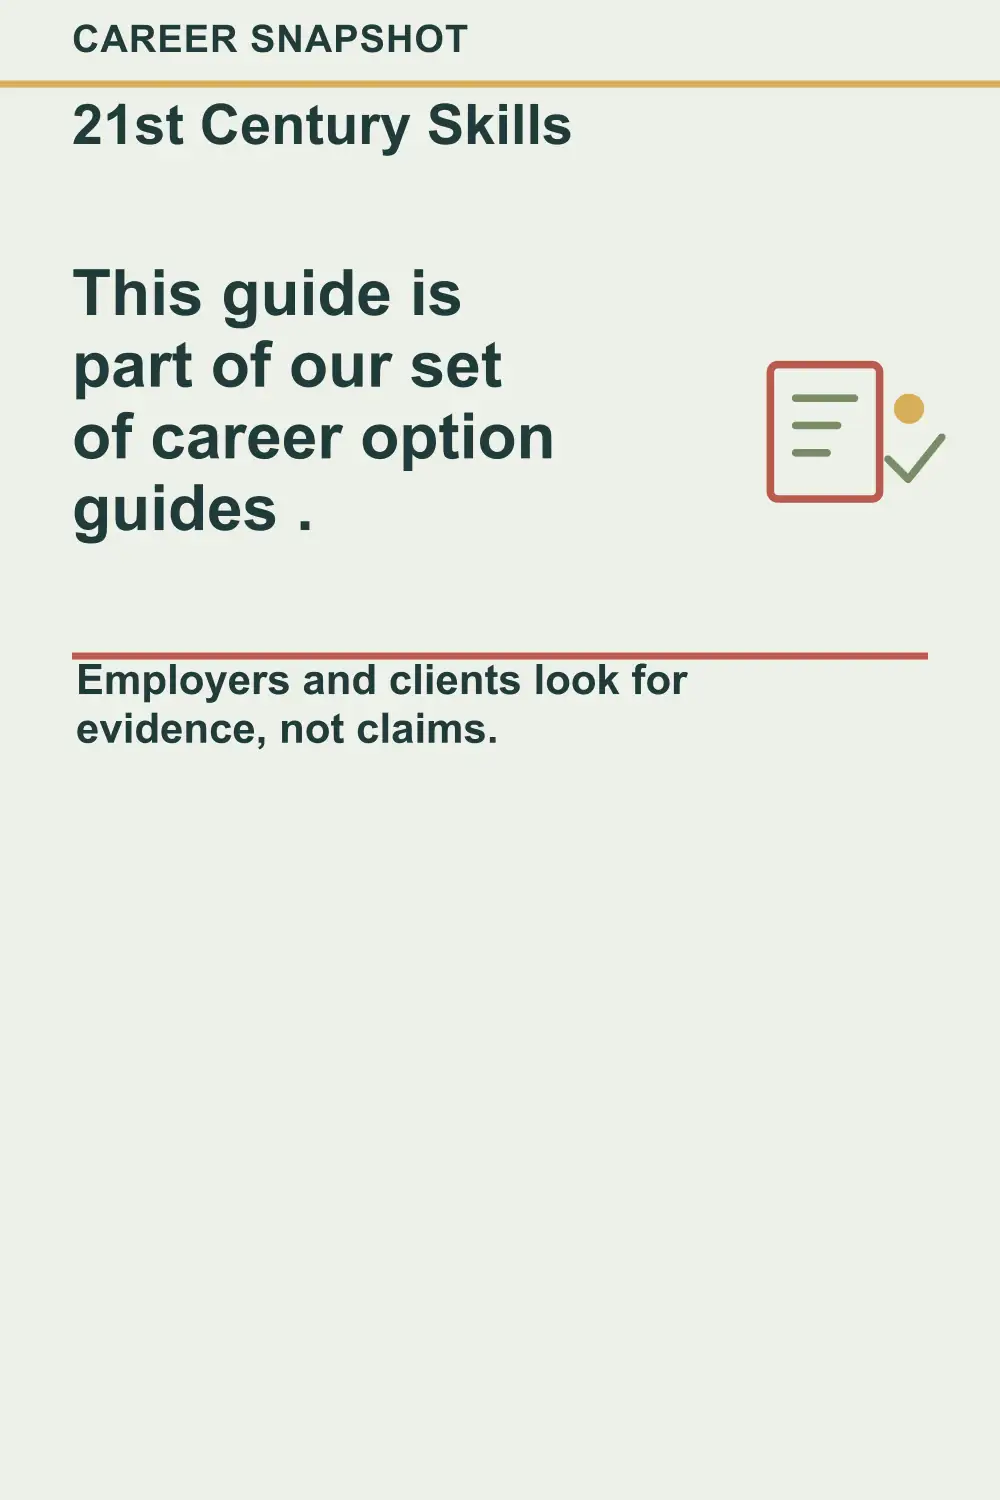 CAREER SNAPSHOT
21st Century Skills
This guide is
part of our set
of career option
guides .
Employers and clients look for
evidence, not claims.